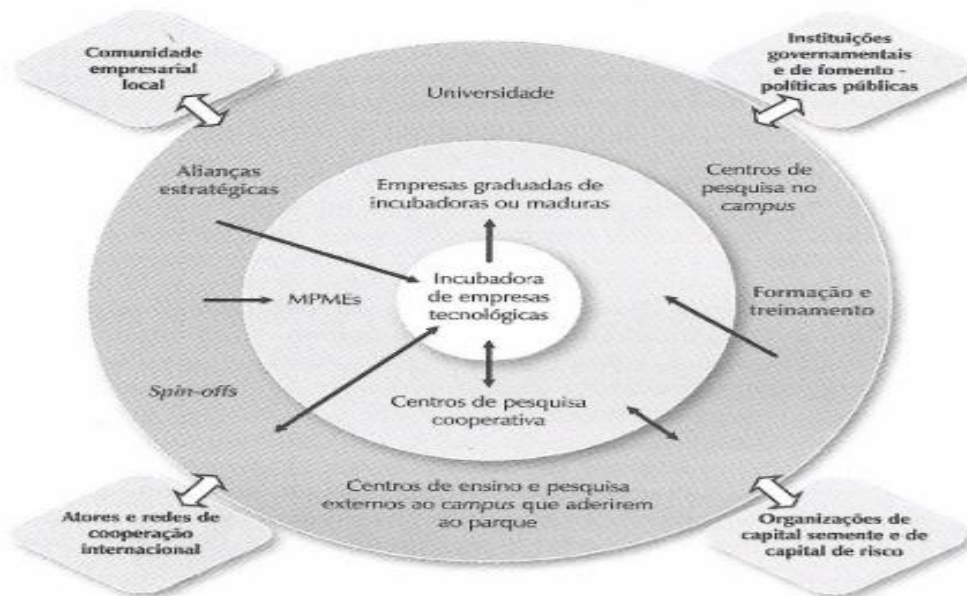 Comunidade
empresarial
local
Instituições
governamentais
e de fomento -
políticas públicas
Universidade
Alianças
estratégicas
Centros de
pesquisa no
campus
Empresas graduadas de
incubadoras ou maduras
Incubadora
de empresas
tecnológicas
MPMEs
Formação e
treinamento
Spin-offs
Centros de pesquisa
cooperativa
Centros de ensino e pesquisa
externos ao campus que aderirem
ao parque
Atores e redes de
cooperação
internacional
Organizações de
capital semente e de
capital de risco